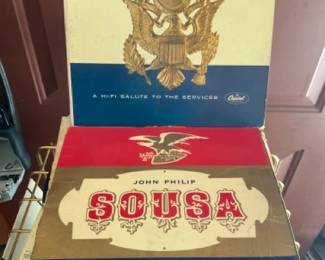 A HI-FI SALUTE TO THE SERVICES
Capitol
JOHN PHILIP
SOUSA